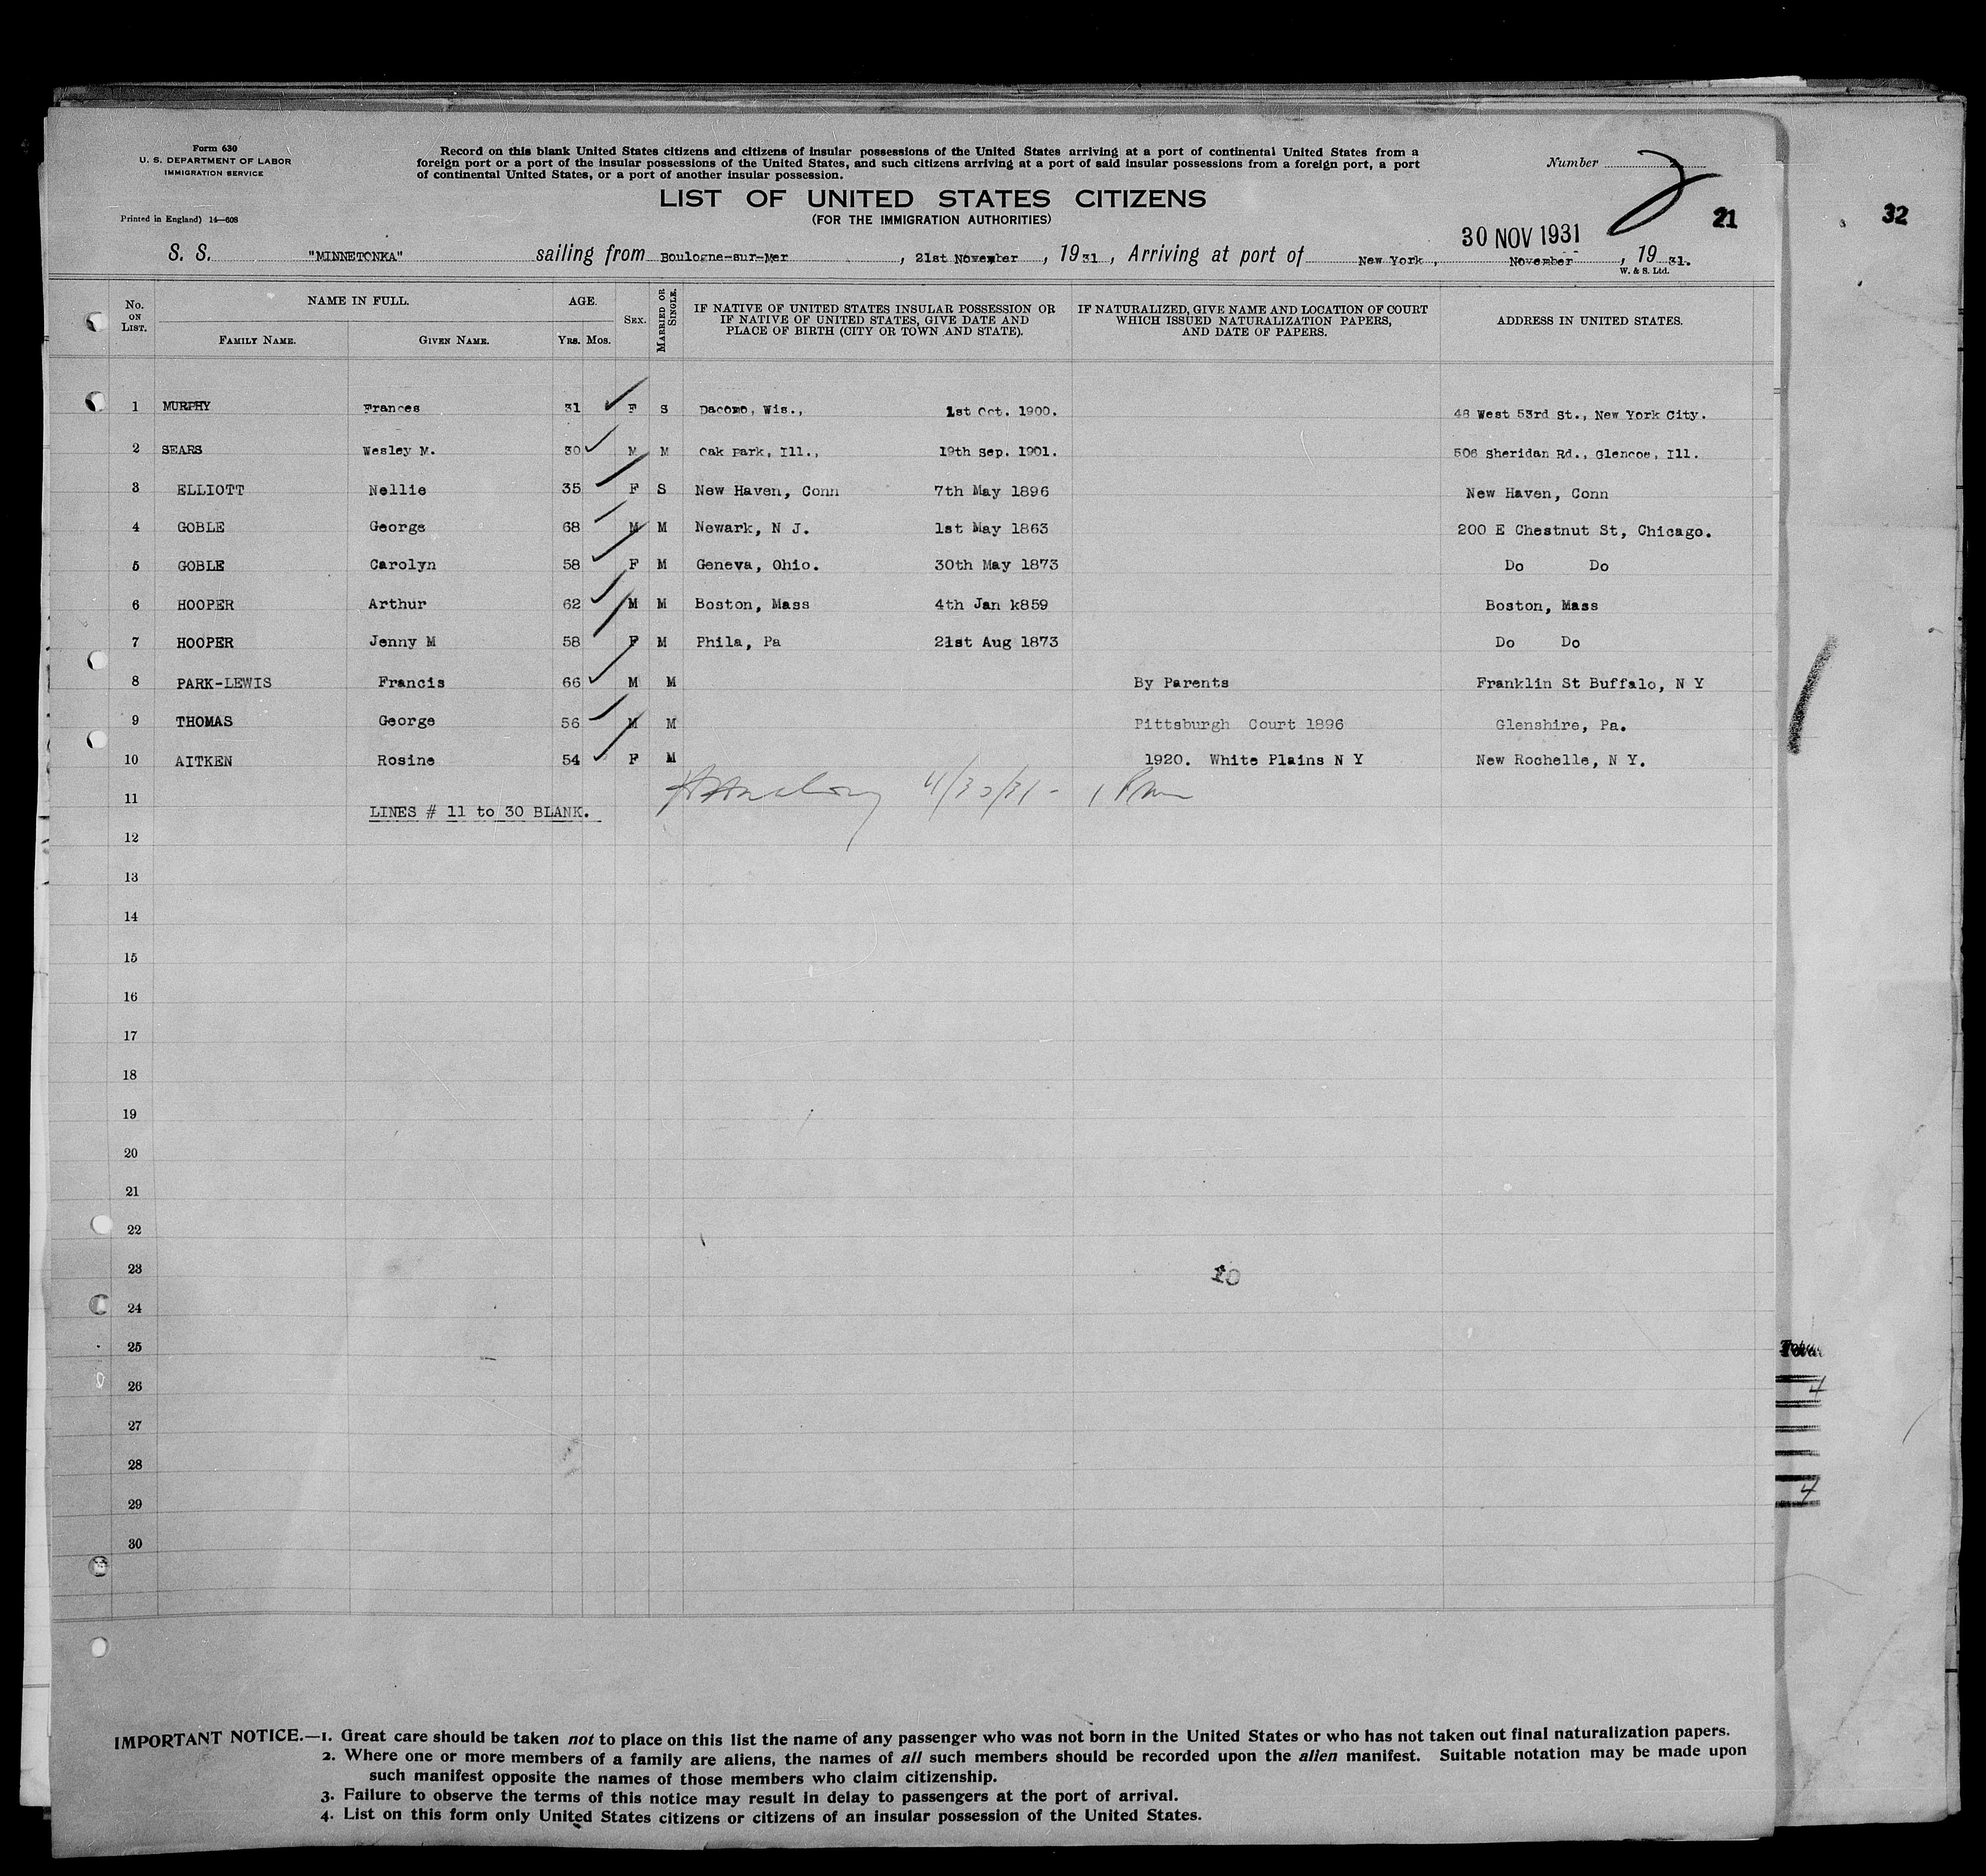 Form 630
U. S. DEPARTMENT OF LABOR
IMMIGRATION SERVICE
Printed in England) 14—608
Record on this blank United States citizens and citizens of insular possessions of the United States arriving at a port of continental United States from a
foreign port or a port of the insular possessions of the United States, and such citizens arriving at a port of said insular possessions from a foreign port, a port
of continental United States, or a port of another insular possession.
Number 2
LIST OF UNITED STATES CITIZENS
(FOR THE IMMIGRATION AUTHORITIES)
21
32
30 NOV 1931
S. S. "MINNETONKA" sailing from Boulogne-sur-Mer, 21st November, 1931, Arriving at port of New York, November, 1931.
W. & S. Ltd.
No. ON LIST. NAME IN FULL. AGE. SEX. MARRIED OR SINGLE. IF NATIVE OF UNITED STATES INSULAR POSSESSION OR IF NATIVE OF UNITED STATES, GIVE DATE AND PLACE OF BIRTH (CITY OR TOWN AND STATE). IF NATURALIZED, GIVE NAME AND LOCATION OF COURT WHICH ISSUED NATURALIZATION PAPERS, AND DATE OF PAPERS. ADDRESS IN UNITED STATES.
FAMILY NAME. GIVEN NAME. YRS. MOS.
1 MURPHY Frances 31 F S Dacomo, Wis., 1st Oct. 1900. 48 West 53rd St., New York City.
2 SEARS Wesley M. 30 M M Oak Park, Ill., 19th Sep. 1901. 506 Sheridan Rd., Glencoe, Ill.
3 ELLIOTT Nellie 35 F S New Haven, Conn 7th May 1896 New Haven, Conn
4 GOBLE George 68 M M Newark, N J. 1st May 1863 200 E Chestnut St, Chicago.
5 GOBLE Carolyn 58 F M Geneva, Ohio. 30th May 1873 Do Do
6 HOOPER Arthur 62 M M Boston, Mass 4th Jan k859 Boston, Mass
7 HOOPER Jenny M 58 F M Phila, Pa 21st Aug 1873 Do Do
8 PARK-LEWIS Francis 66 M M By Parents Franklin St Buffalo, N Y
9 THOMAS George 56 M M Pittsburgh Court 1896 Glenshire, Pa.
10 AITKEN Rosine 54 F M 1920. White Plains N Y New Rochelle, N Y.
11
LINES # 11 to 30 BLANK.
12
13
14
15
16
17
18
19
20
21
22
23
10
24
25
26
27
28
29
30
4
4
IMPORTANT NOTICE.—1. Great care should be taken not to place on this list the name of any passenger who was not born in the United States or who has not taken out final naturalization papers.
2. Where one or more members of a family are aliens, the names of all such members should be recorded upon the alien manifest. Suitable notation may be made upon
such manifest opposite the names of those members who claim citizenship.
3. Failure to observe the terms of this notice may result in delay to passengers at the port of arrival.
4. List on this form only United States citizens or citizens of an insular possession of the United States.